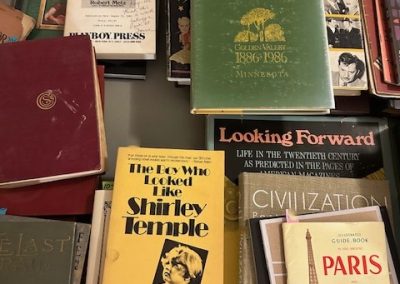 Robert Metz
PLAYBOY PRESS
Golden Valley
1886-1986
Minnesota
Looking Forward
LIFE IN THE TWENTIETH CENTURY
AS PREDICTED IN THE PAGES OF
AMERICAN MAGAZINES
The Boy Who
Looked
Like
Shirley
Temple
CIVILIZATION
LAST
ILLUSTRATED
GUIDE-BOOK
PARIS